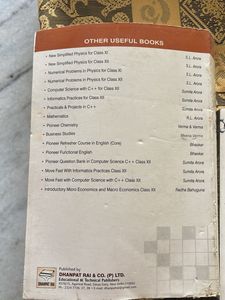 OTHER USEFUL BOOKS
• New Simplified Physics for Class XI S.L. Arora
• New Simplified Physics for Class XII S.L. Arora
• Numerical Problems in Physics for Class XI S.L. Arora
• Numerical Problems in Physics for Class XII S.L. Arora
• Computer Science with C++ for Class XII Sumita Arora
• Informatics Practices for Class XII Sumita Arora
• Practicals & Projects in C++ Sumita Arora
• Mathematics R.L. Arora
• Pioneer Chemistry Verma & Verma
• Business Studies Meena Verma
• Pioneer Refresher Course in English (Core) Bhaskar
• Pioneer Functional English Bhaskar
• Pioneer Question Bank in Computer Science C++ Class XII Sumita Arora
• Move Fast With Informatics Practices Class XII Sumita Arora
• Move Fast with Computer Science with C++ Class XII Sumita Arora
• Introductory Micro Economics and Macro Economics Class XII Radha Bahuguna
Published by :
DHANPAT RAI & CO. (P) LTD.
Educational & Technical Publishers
DHANPAT RAI